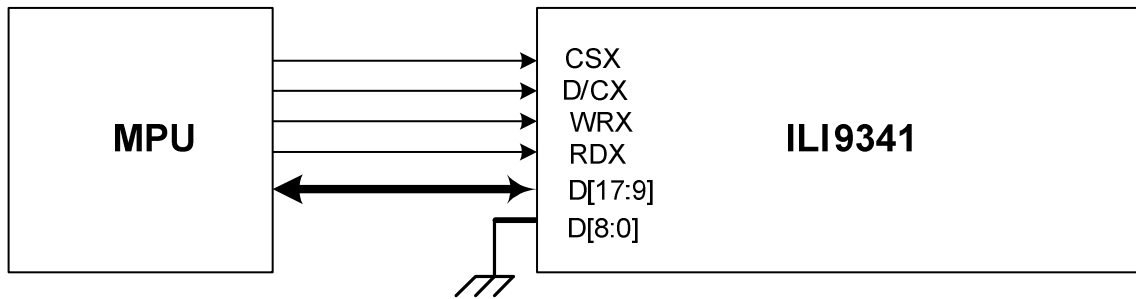 MPU
CSX
D/CX
WRX
RDX
D[17:9]
D[8:0]
ILI9341